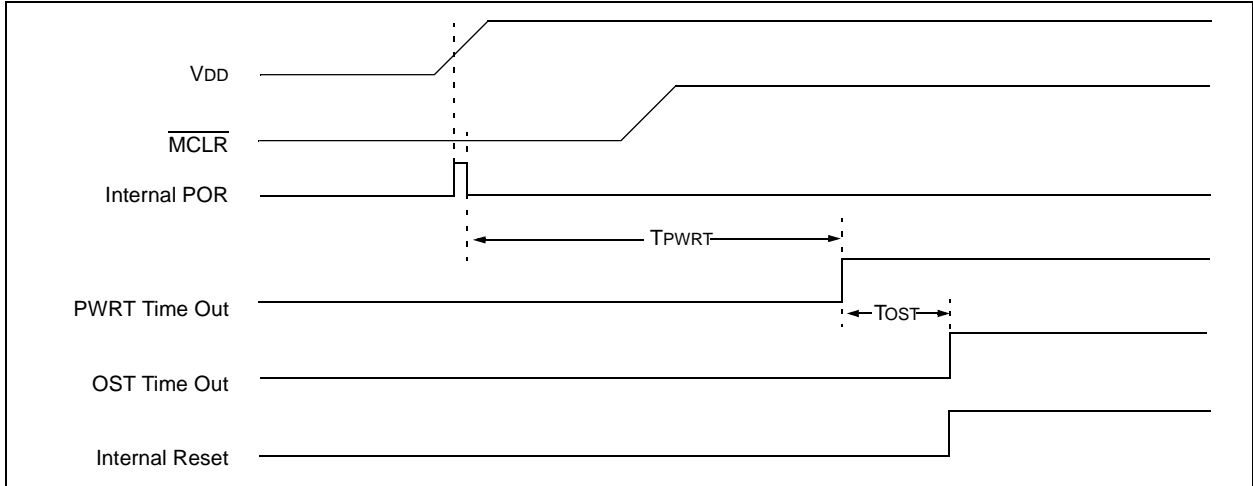 VDD
MCLR
Internal POR
TPWRT
PWRT Time Out
TOST
OST Time Out
Internal Reset